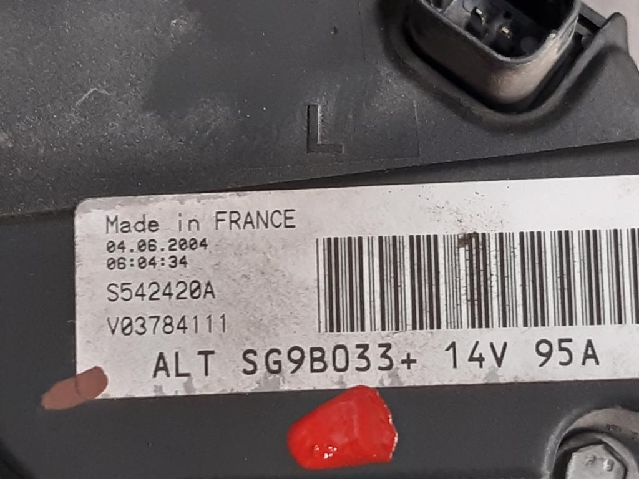 L
Made in FRANCE
04.06.2004
06:04:34
S542420A
V03784111
ALT SG9B033+ 14V 95A